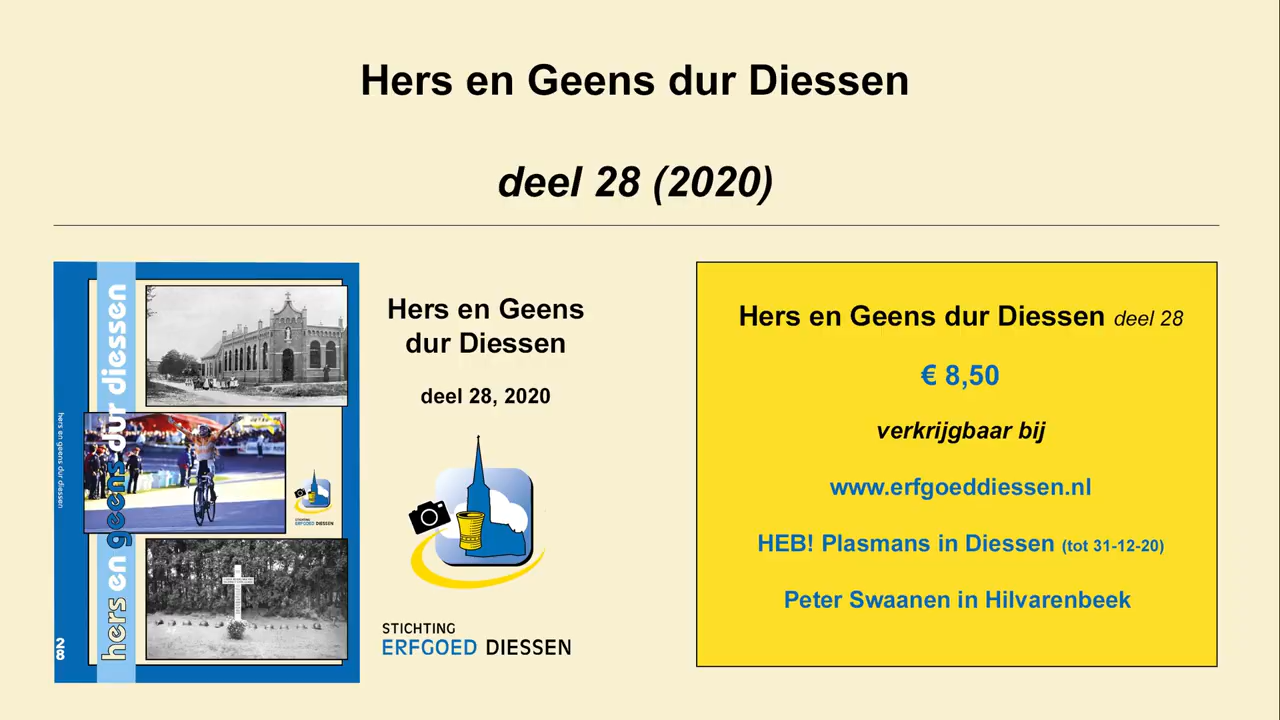 Hers en Geens dur Diessen
deel 28 (2020)
hers en geens dur diessen
hers en geens dur diessen
28
STICHTING
ERFGOED DIESSEN
Hers en Geens
dur Diessen
deel 28, 2020
STICHTING
ERFGOED DIESSEN
Hers en Geens dur Diessen deel 28
€ 8,50
verkrijgbaar bij
www.erfgoeddiessen.nl
HEB! Plasmans in Diessen (tot 31-12-20)
Peter Swaanen in Hilvarenbeek